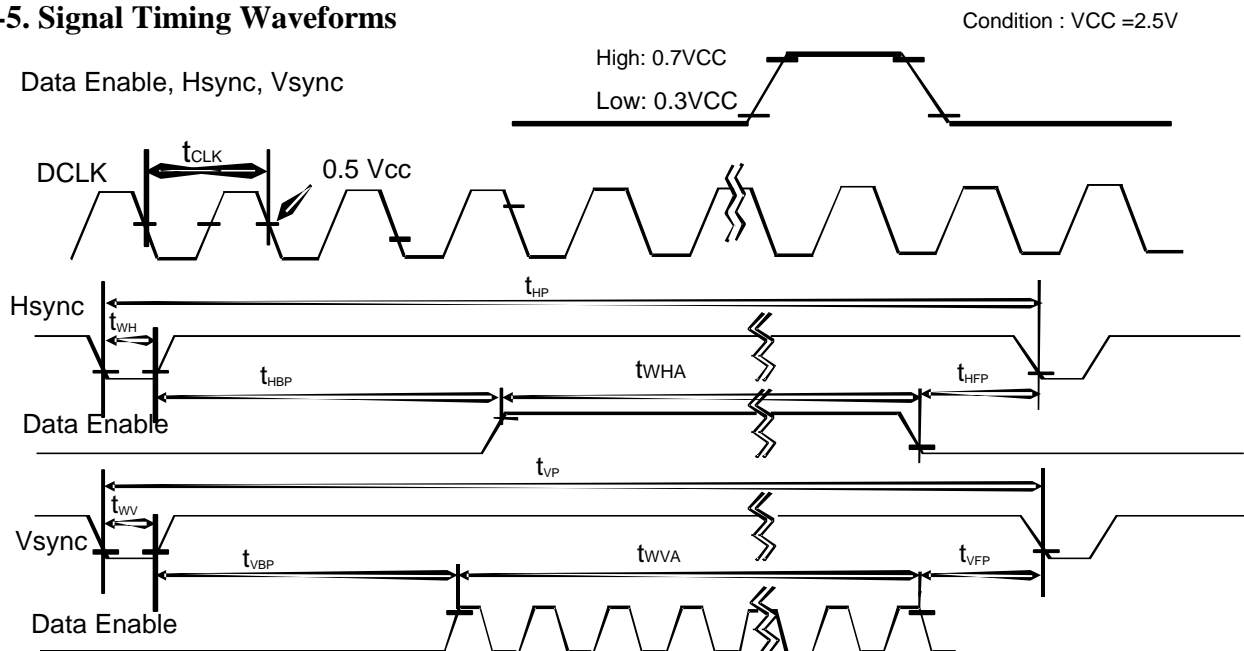 -5. Signal Timing Waveforms
Condition : VCC =2.5V
High: 0.7VCC
Data Enable, Hsync, Vsync
Low: 0.3VCC
tCLK
DCLK
0.5 Vcc
tHP
Hsync
tWH
tHBP
tWHA
tHFP
Data Enable
tVP
tWV
Vsync
tVBP
tWVA
tVFP
Data Enable